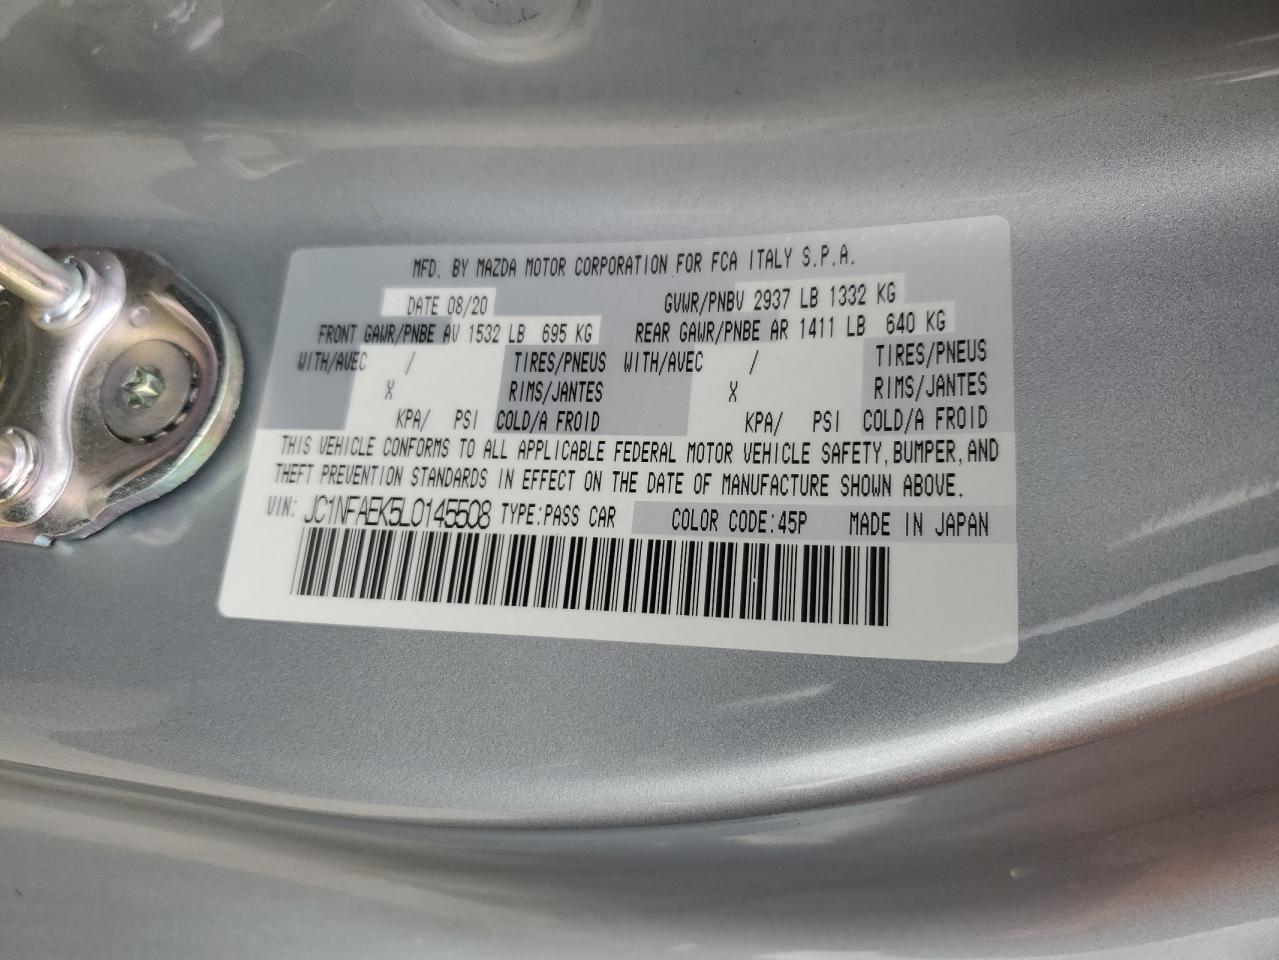 MFD. BY MAZDA MOTOR CORPORATION FOR FCA ITALY S.P.A.
DATE 08/20 GVWR/PNBV 2937 LB 1332 KG
FRONT GAWR/PNBE AV 1532 LB 695 KG REAR GAWR/PNBE AR 1411 LB 640 KG
WITH/AVEC / TIRES/PNEUS WITH/AVEC / TIRES/PNEUS
X RIMS/JANTES X RIMS/JANTES
KPA/ PSI COLD/A FROID KPA/ PSI COLD/A FROID
THIS VEHICLE CONFORMS TO ALL APPLICABLE FEDERAL MOTOR VEHICLE SAFETY, BUMPER, AND
THEFT PREVENTION STANDARDS IN EFFECT ON THE DATE OF MANUFACTURE SHOWN ABOVE.
VIN: JC1NFAEK5L0145508 TYPE:PASS CAR COLOR CODE:45P MADE IN JAPAN